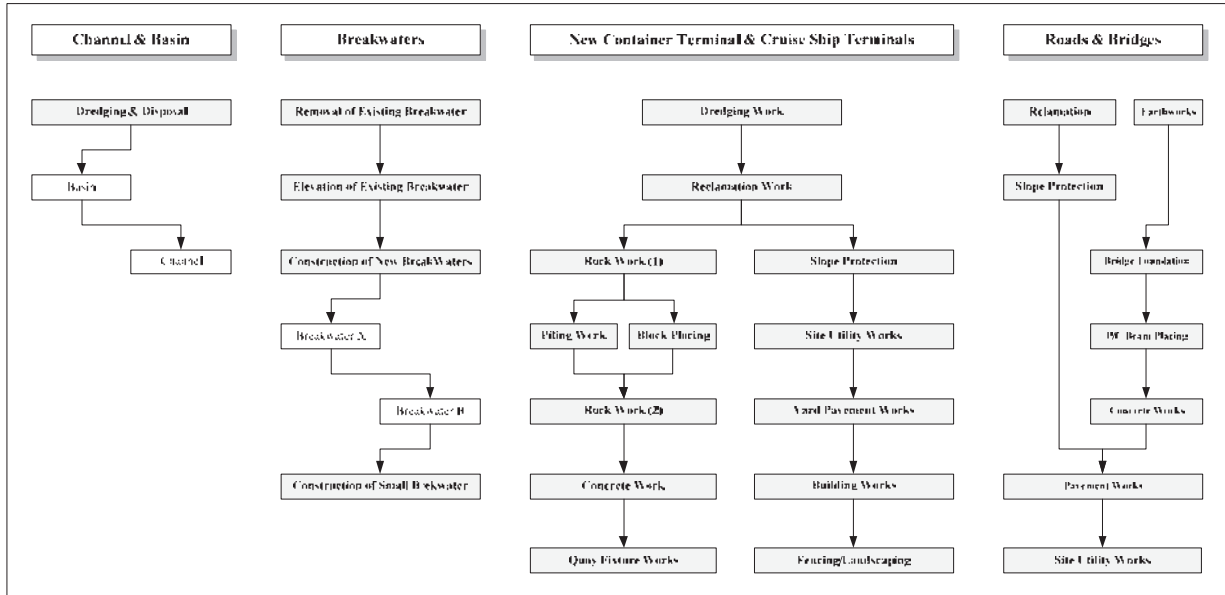 Channel & Basin
Breakwaters
New Container Terminal & Cruise Ship Terminals
Roads & Bridges
Dredging & Disposal
Basin
Channel
Removal of Existing Breakwater
Elevation of Existing Breakwater
Construction of New BreakWaters
Breakwater A
Breakwater B
Construction of Small Brekwater
Dredging Work
Reclamation Work
Rock Work (1)
Piling Work
Block Placing
Rock Work (2)
Concrete Work
Quay Fixture Works
Slope Protection
Site Utility Works
Yard Pavement Works
Building Works
Fencing/Landscaping
Relamation
Slope Protection
Earthworks
Bridge Foundation
PC Beam Placing
Concrete Works
Pavement Works
Site Utility Works